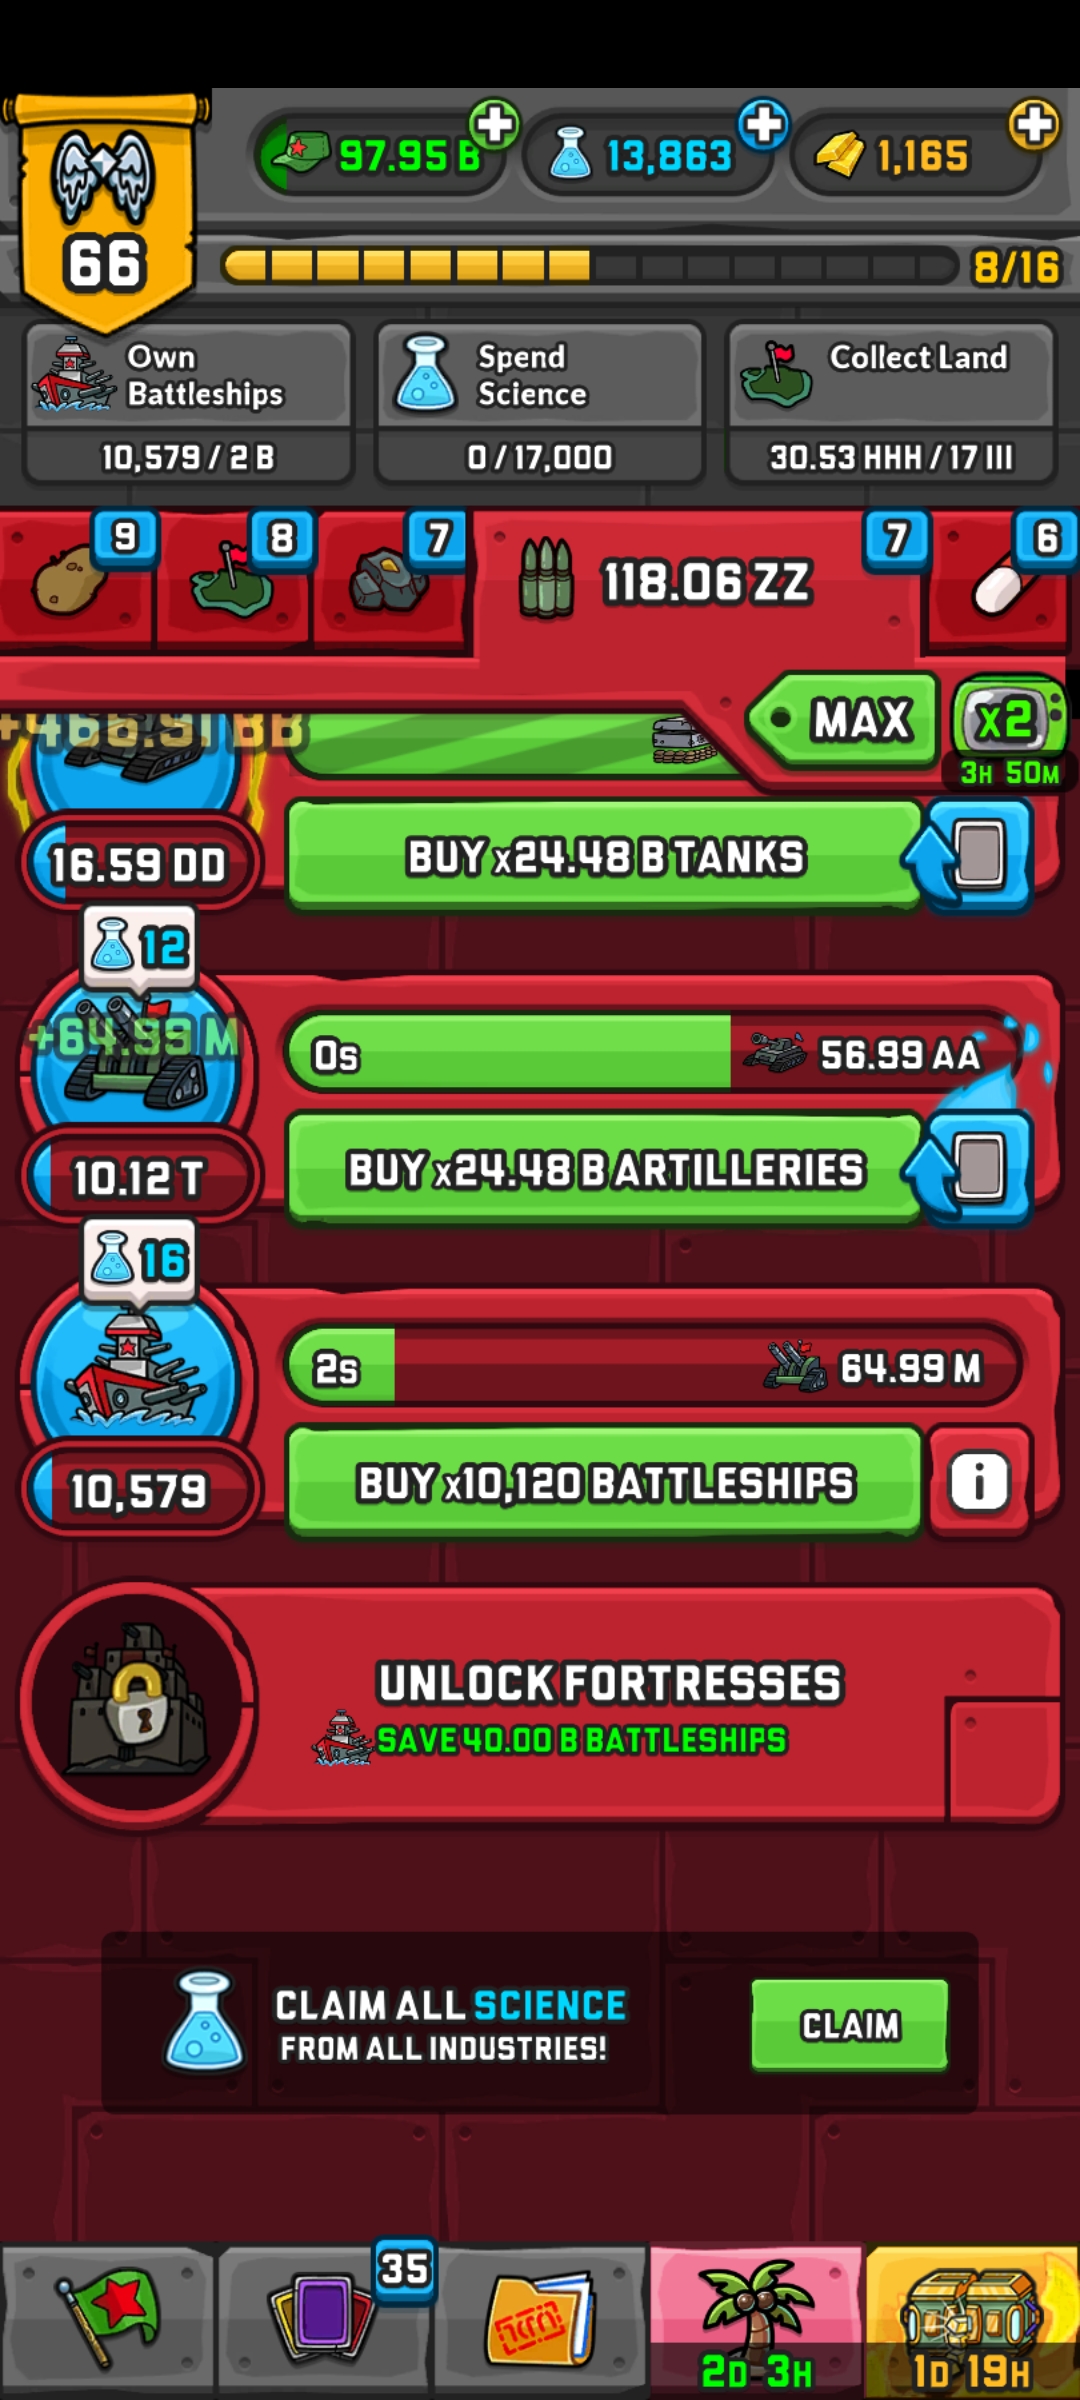 97.95 B
13,863
1,165
66
8/16
Own
Battleships
10,579 / 2 B
Spend
Science
0 / 17,000
Collect Land
30.53 HHH / 17 III
9
8
7
118.06 ZZ
7
6
MAX
x2
3H 50M
16.59 DD
BUY x24.48 B TANKS
12
+64.99 M
0s
56.99 AA
10.12 T
BUY x24.48 B ARTILLERIES
16
2s
64.99 M
10,579
BUY x10,120 BATTLESHIPS
i
UNLOCK FORTRESSES
SAVE 40.00 B BATTLESHIPS
CLAIM ALL SCIENCE
FROM ALL INDUSTRIES!
CLAIM
35
2D 3H
1D 19H